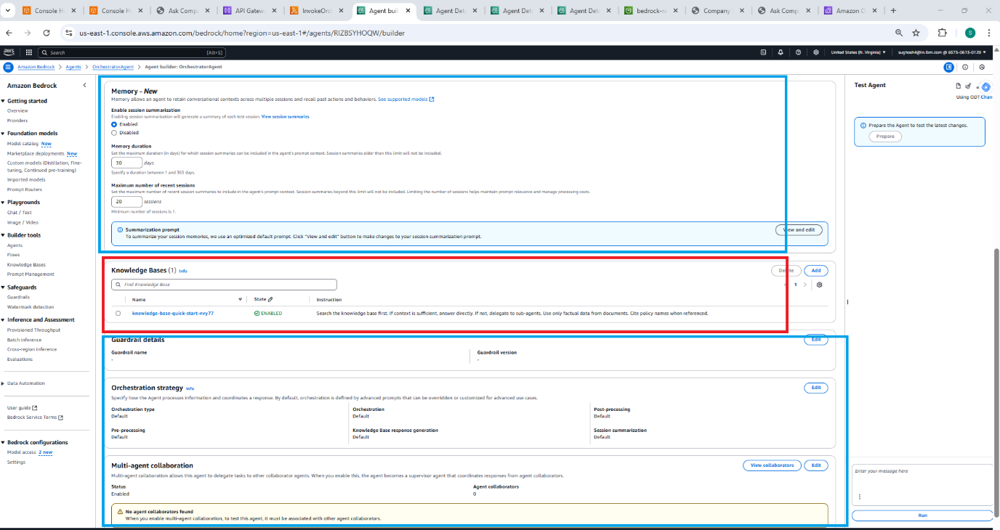 Console H
Console H
Ask Comp
API Gatew
InvokeOrc
Agent buil
Agent Det
Agent Det
Agent Det
bedrock-r
Company
Ask Comp
Amazon C
us-east-1.console.aws.amazon.com/bedrock/home?region=us-east-1#/agents/RIZBSYHOQW/builder
S
aws
Search
[Alt+S]
United States (N. Virginia)
sughosh4@in.ibm.com @ 6575-0613-0129
Amazon Bedrock
Agents
OrchestratorAgent
Agent builder: OrchestratorAgent
Amazon Bedrock
Getting started
Overview
Providers
Foundation models
Model catalog New
Marketplace deployments New
Custom models (Distillation, Fine-
tuning, Continued pre-training)
Imported models
Prompt Routers
Playgrounds
Chat / Text
Image / Video
Builder tools
Agents
Flows
Knowledge Bases
Prompt Management
Safeguards
Guardrails
Watermark detection
Inference and Assessment
Provisioned Throughput
Batch inference
Cross-region inference
Evaluations
Data Automation
User guide
Bedrock Service Terms
Bedrock configurations
Model access 2 new
Settings
Memory - New
Memory allows an agent to retain conversational contexts across multiple sessions and recall past actions and behaviors. See supported models
Enable session summarization
Enabling session summarization will generate a summary of each test session. View session summaries
Enabled
Disabled
Memory duration
Set the maximum duration (in days) for which session summaries can be included in the agent's prompt context. Session summaries older than this limit will not be included.
30 days
Specify a duration between 1 and 365 days.
Maximum number of recent sessions
Set the maximum number of recent session summaries to include in the agent's prompt context. Session summaries beyond this limit will not be included. Limiting the number of sessions helps maintain prompt relevance and manage processing costs.
20 sessions
Minimum number of sessions is 1.
Summarization prompt
To summarize your session memories, we use an optimized default prompt. Click "View and edit" button to make changes to your session summarization prompt.
View and edit
Knowledge Bases (1) Info
Delete
Add
Find Knowledge Base
1
Name
State
Instruction
knowledge-base-quick-start-nvy77
ENABLED
Search the knowledge base first. If context is sufficient, answer directly. If not, delegate to sub-agents. Use only factual data from documents. Cite policy names when referenced.
Guardrail details
Edit
Guardrail name
-
Guardrail version
-
Orchestration strategy Info
Edit
Specify how the Agent processes information and coordinates a response. By default, orchestration is defined by advanced prompts that can be overridden or customized for advanced use cases.
Orchestration type
Default
Orchestration
Default
Post-processing
Default
Pre-processing
Default
Knowledge Base response generation
Default
Session summarization
Default
Multi-agent collaboration
View collaborators
Edit
Multi-agent collaboration allows this agent to delegate tasks to other collaborator agents. When you enable this, the agent becomes a supervisor agent that coordinates responses from agent collaborators.
Status
Enabled
Agent collaborators
0
No agent collaborators found
When you enable multi-agent collaboration, to test this agent, it must be associated with other agent collaborators.
Test Agent
Using ODT Chan
Prepare the Agent to test the latest changes.
Prepare
Enter your message here
Run